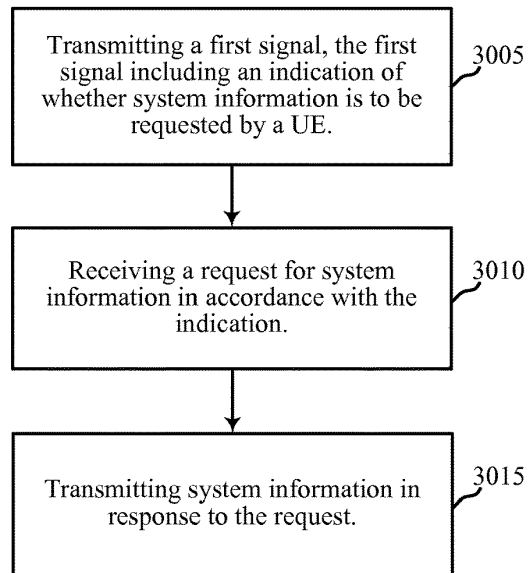 Transmitting a first signal, the first
signal including an indication of
whether system information is to be
requested by a UE.
3005
Receiving a request for system
information in accordance with the
indication.
3010
Transmitting system information in
response to the request.
3015